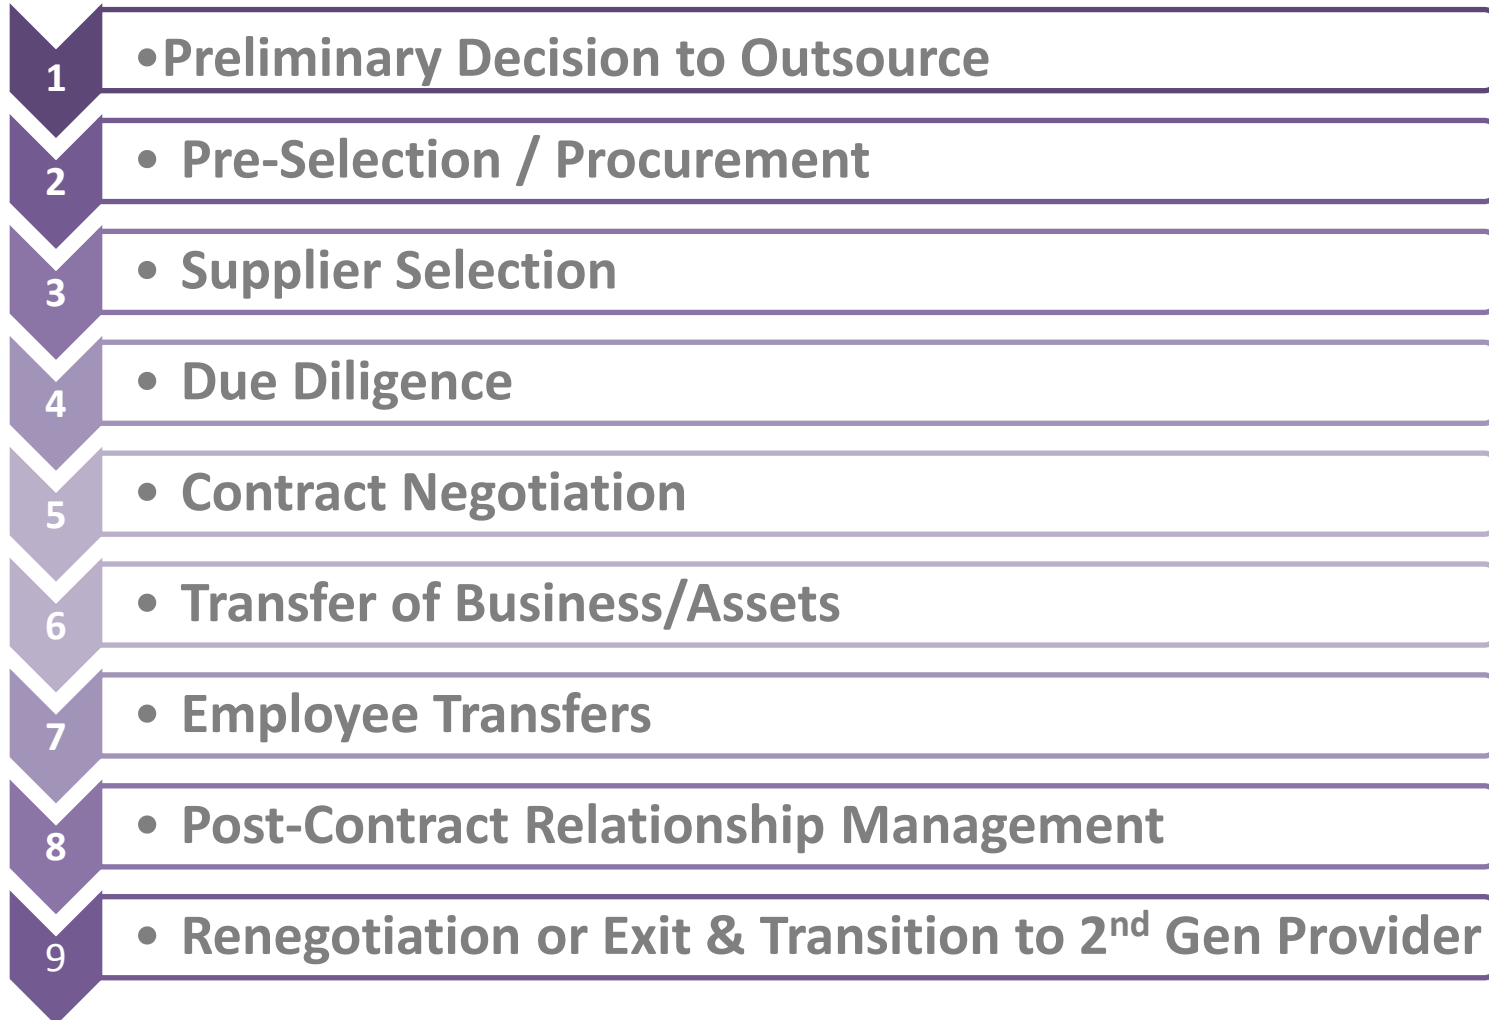 1 •Preliminary Decision to Outsource
2 • Pre-Selection / Procurement
3 • Supplier Selection
4 • Due Diligence
5 • Contract Negotiation
6 • Transfer of Business/Assets
7 • Employee Transfers
8 • Post-Contract Relationship Management
9 • Renegotiation or Exit & Transition to 2nd Gen Provider